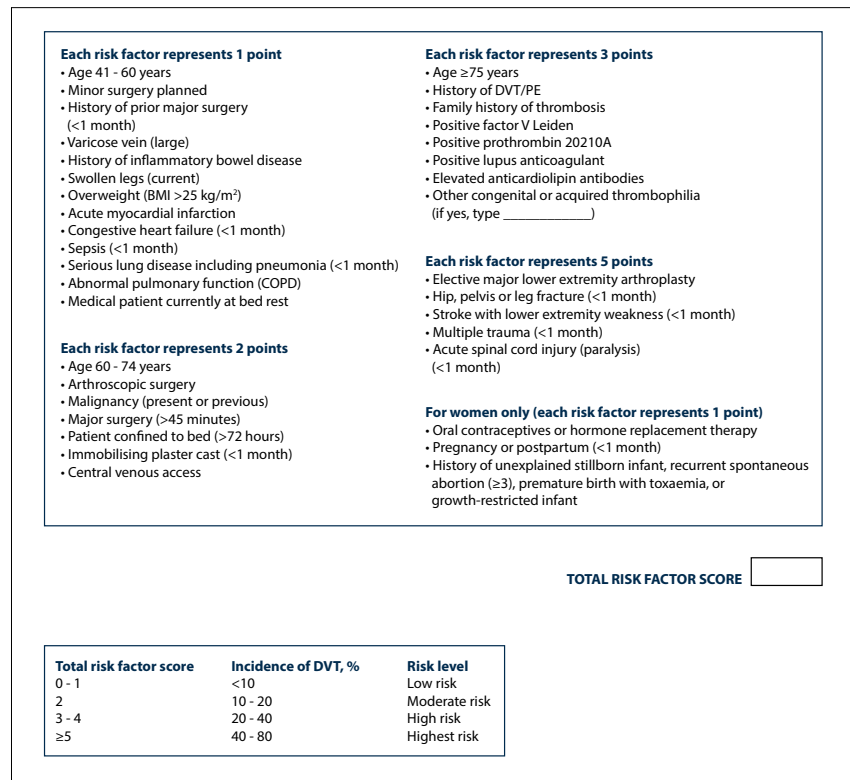 Each risk factor represents 1 point
• Age 41 - 60 years
• Minor surgery planned
• History of prior major surgery
(<1 month)
• Varicose vein (large)
• History of inflammatory bowel disease
• Swollen legs (current)
• Overweight (BMI >25 kg/m²)
• Acute myocardial infarction
• Congestive heart failure (<1 month)
• Sepsis (<1 month)
• Serious lung disease including pneumonia (<1 month)
• Abnormal pulmonary function (COPD)
• Medical patient currently at bed rest
Each risk factor represents 2 points
• Age 60 - 74 years
• Arthroscopic surgery
• Malignancy (present or previous)
• Major surgery (>45 minutes)
• Patient confined to bed (>72 hours)
• Immobilising plaster cast (<1 month)
• Central venous access
Each risk factor represents 3 points
• Age ≥75 years
• History of DVT/PE
• Family history of thrombosis
• Positive factor V Leiden
• Positive prothrombin 20210A
• Positive lupus anticoagulant
• Elevated anticardiolipin antibodies
• Other congenital or acquired thrombophilia
(if yes, type ____________)
Each risk factor represents 5 points
• Elective major lower extremity arthroplasty
• Hip, pelvis or leg fracture (<1 month)
• Stroke with lower extremity weakness (<1 month)
• Multiple trauma (<1 month)
• Acute spinal cord injury (paralysis)
(<1 month)
For women only (each risk factor represents 1 point)
• Oral contraceptives or hormone replacement therapy
• Pregnancy or postpartum (<1 month)
• History of unexplained stillborn infant, recurrent spontaneous
abortion (≥3), premature birth with toxaemia, or
growth-restricted infant
TOTAL RISK FACTOR SCORE
Total risk factor score Incidence of DVT, % Risk level
0 - 1 <10 Low risk
2 10 - 20 Moderate risk
3 - 4 20 - 40 High risk
≥5 40 - 80 Highest risk